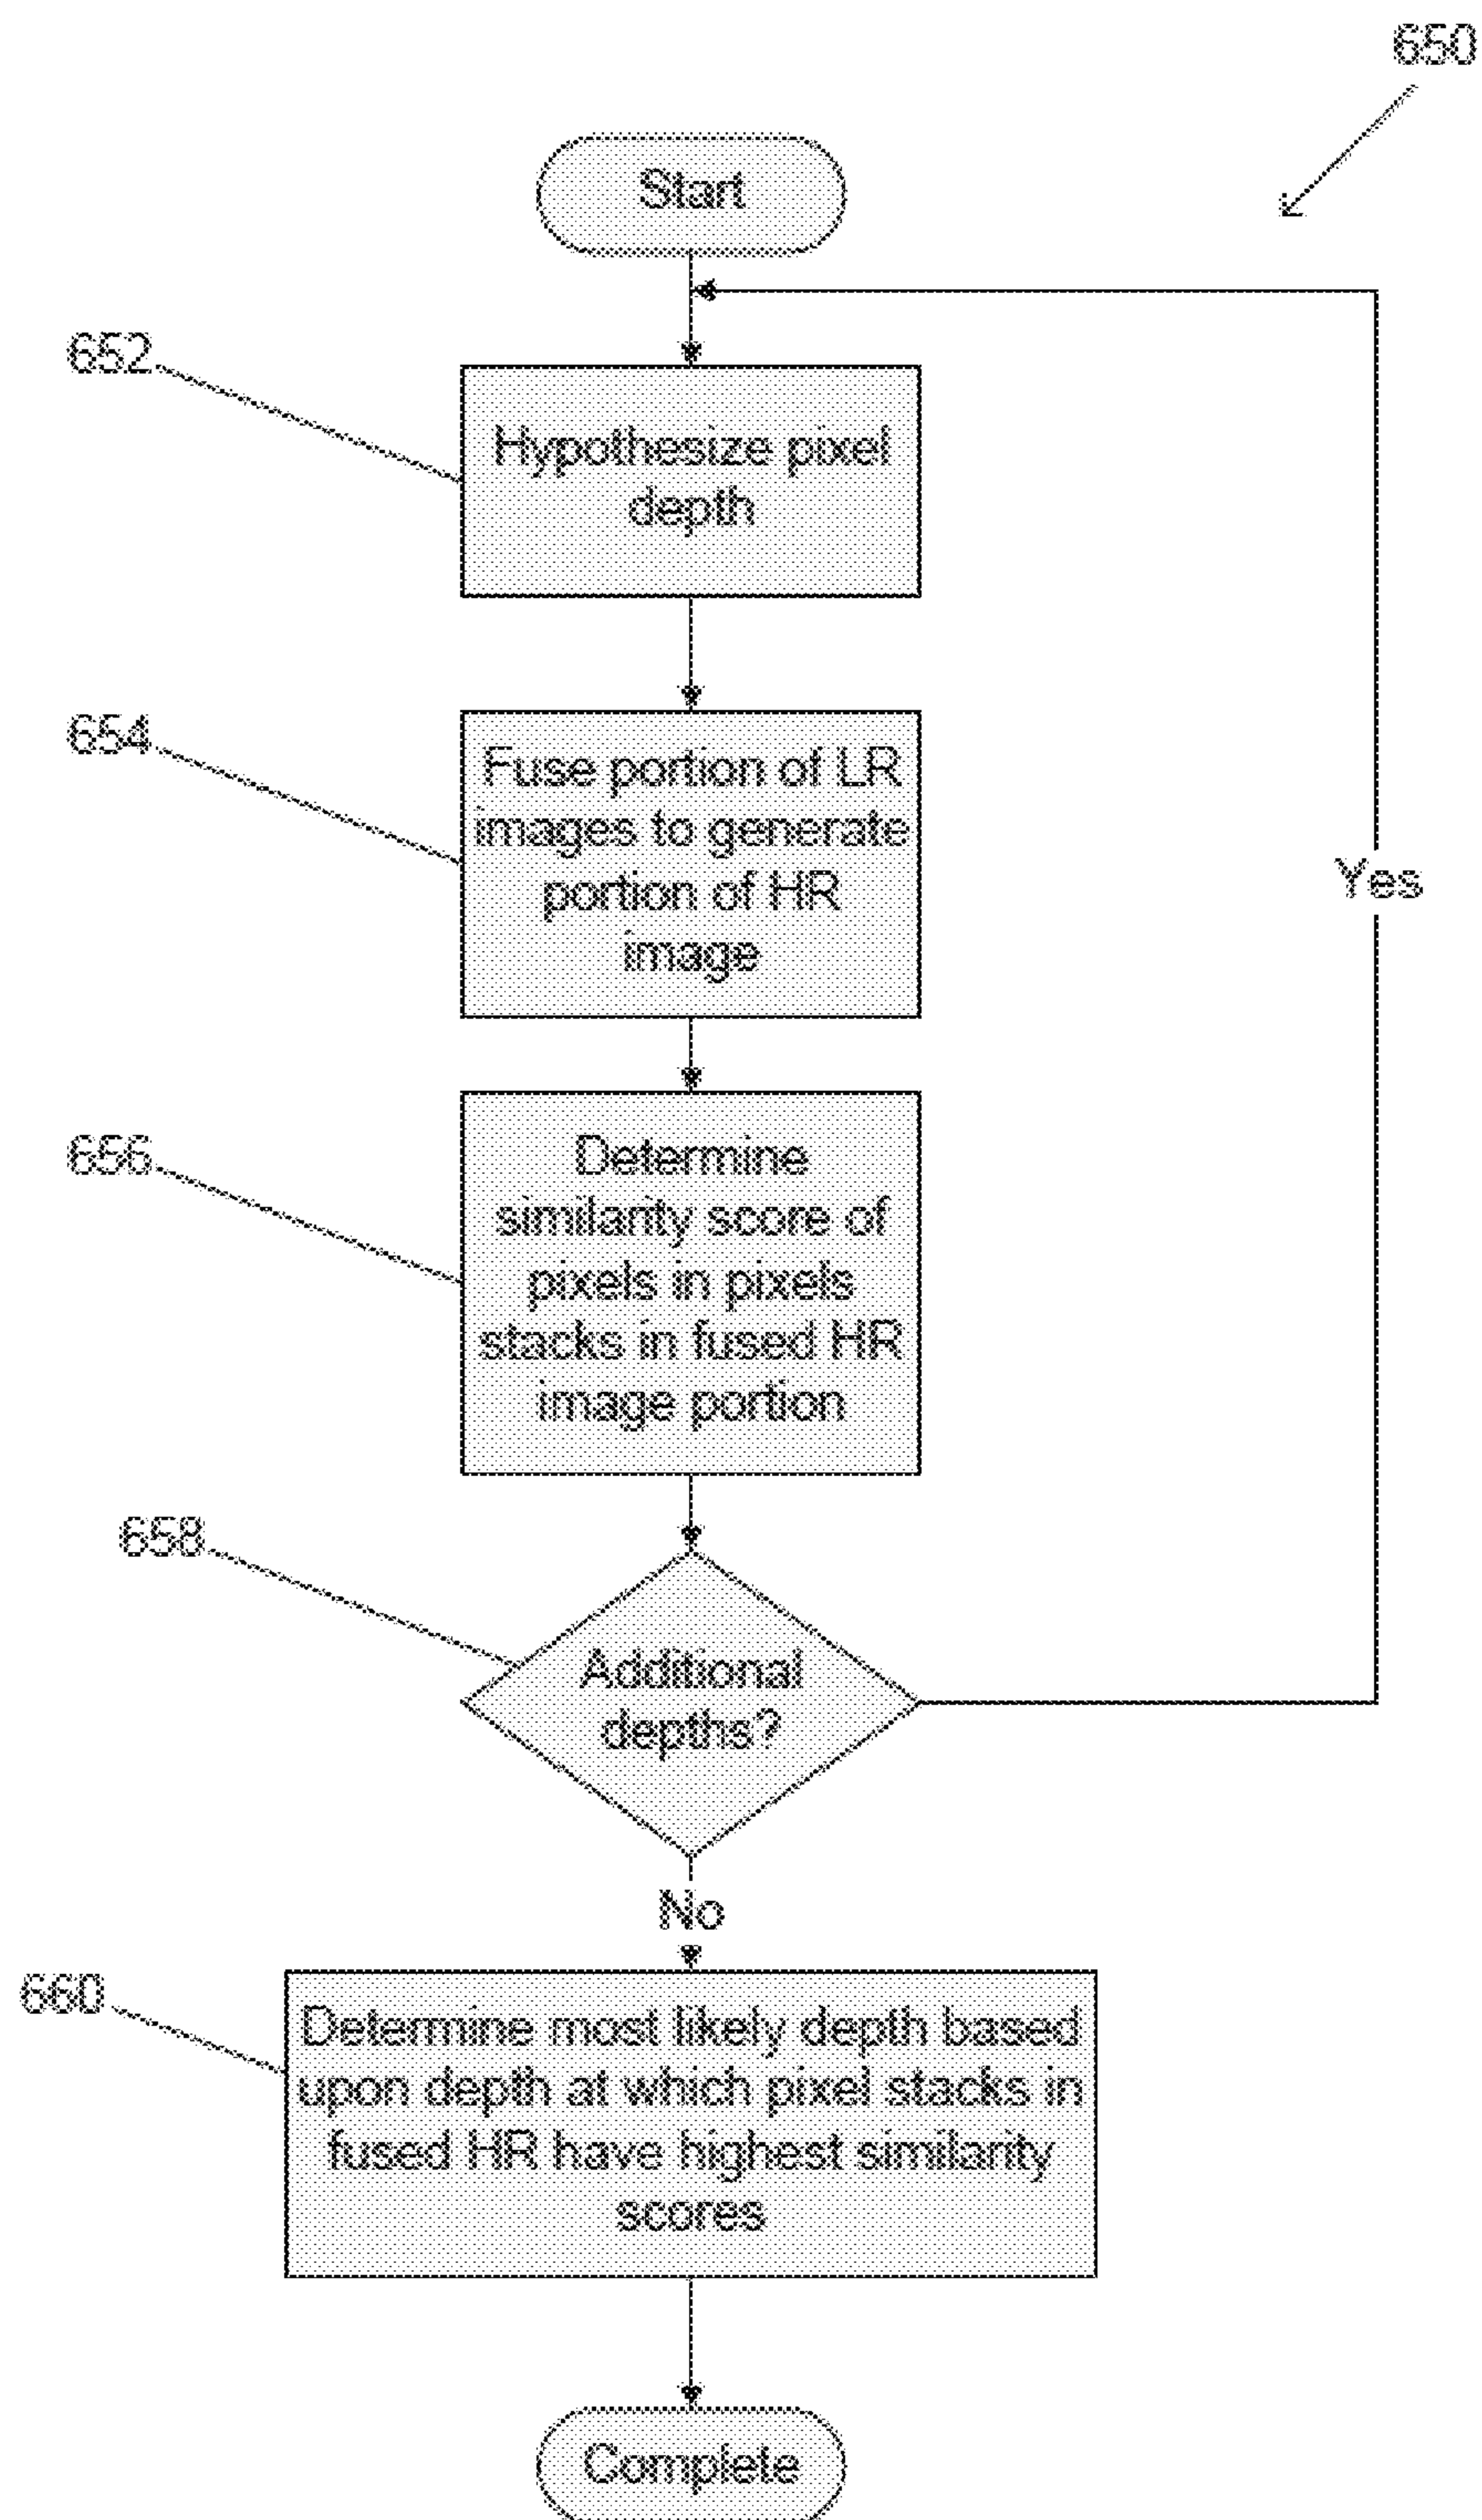 650
Start
652
Hypothesize pixel
depth
654
Fuse portion of LR
images to generate
portion of HR
image
656
Determine
similarity score of
pixels in pixels
stacks in fused HR
image portion
658
Additional
depths?
Yes
No
660
Determine most likely depth based
upon depth at which pixel stacks in
fused HR have highest similarity
scores
Complete